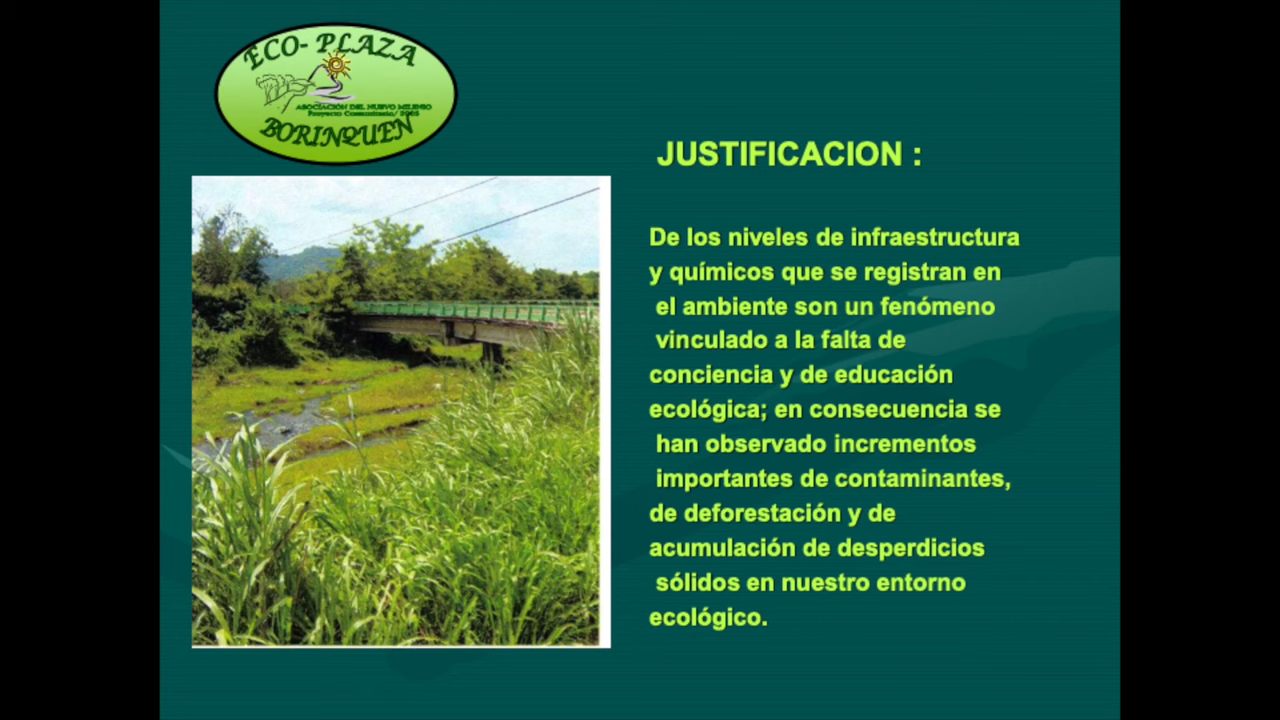 ECO- PLAZA
ASOCIACIÓN DEL NUEVO MILENIO
Proyecto Comunitario/ 2005
BORINQUEN
JUSTIFICACION :
De los niveles de infraestructura
y químicos que se registran en
el ambiente son un fenómeno
vinculado a la falta de
conciencia y de educación
ecológica; en consecuencia se
han observado incrementos
importantes de contaminantes,
de deforestación y de
acumulación de desperdicios
sólidos en nuestro entorno
ecológico.